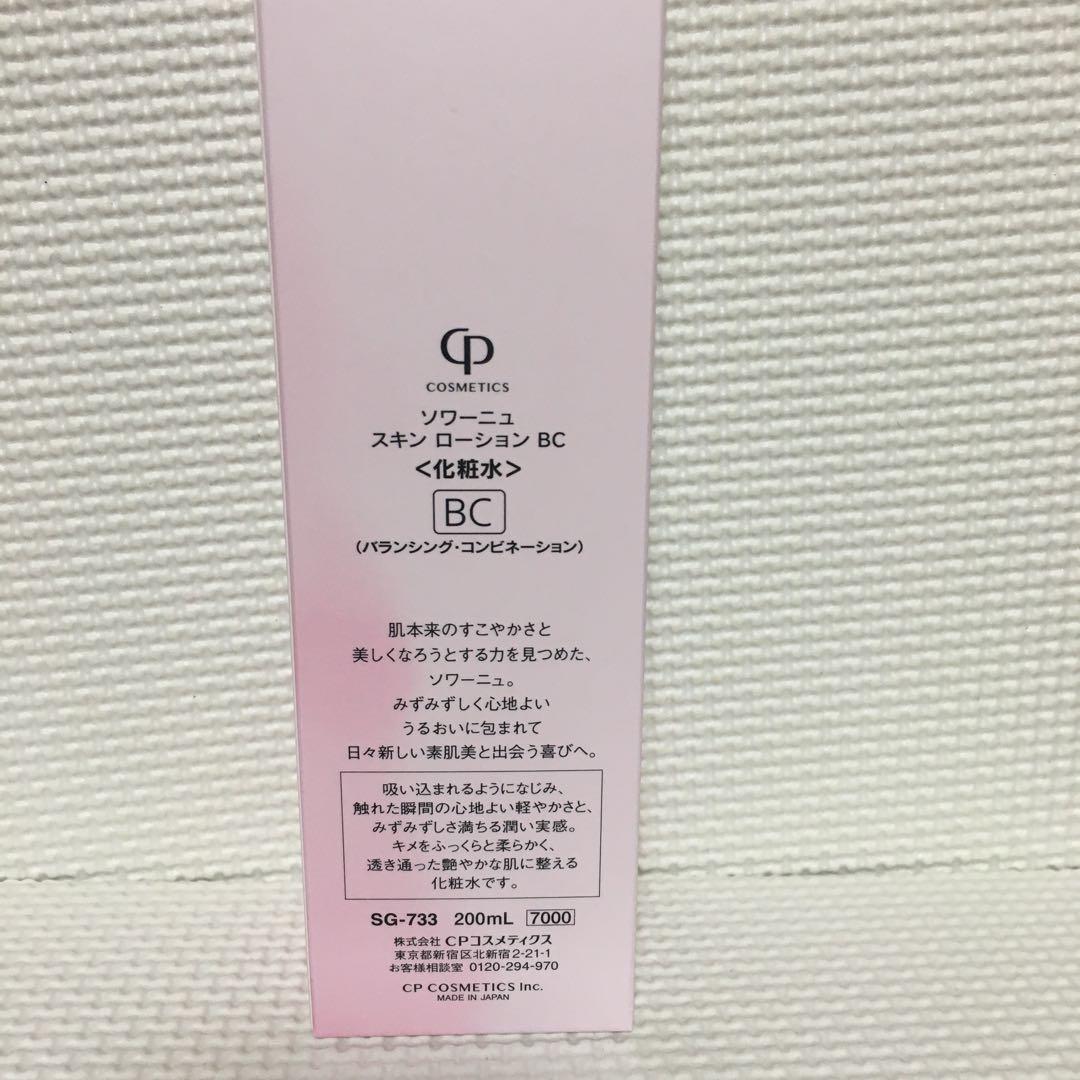 Cp
COSMETICS
ソワーニュ
スキン ローション BC
<化粧水>
BC
(バランシング・コンビネーション)
肌本来のすこやかさと
美しくなろうとする力を見つめた、
ソワーニュ。
みずみずしく心地よい
うるおいに包まれて
日々新しい素肌美と出会う喜びへ。
吸い込まれるようになじみ、
触れた瞬間の心地よい軽やかさと、
みずみずしさ満ちる潤い実感。
キメをふっくらと柔らかく、
透き通った艶やかな肌に整える
化粧水です。
SG-733 200mL 7000
株式会社 CPコスメティクス
東京都新宿区北新宿2-21-1
お客様相談室 0120-294-970
CP COSMETICS Inc.
MADE IN JAPAN